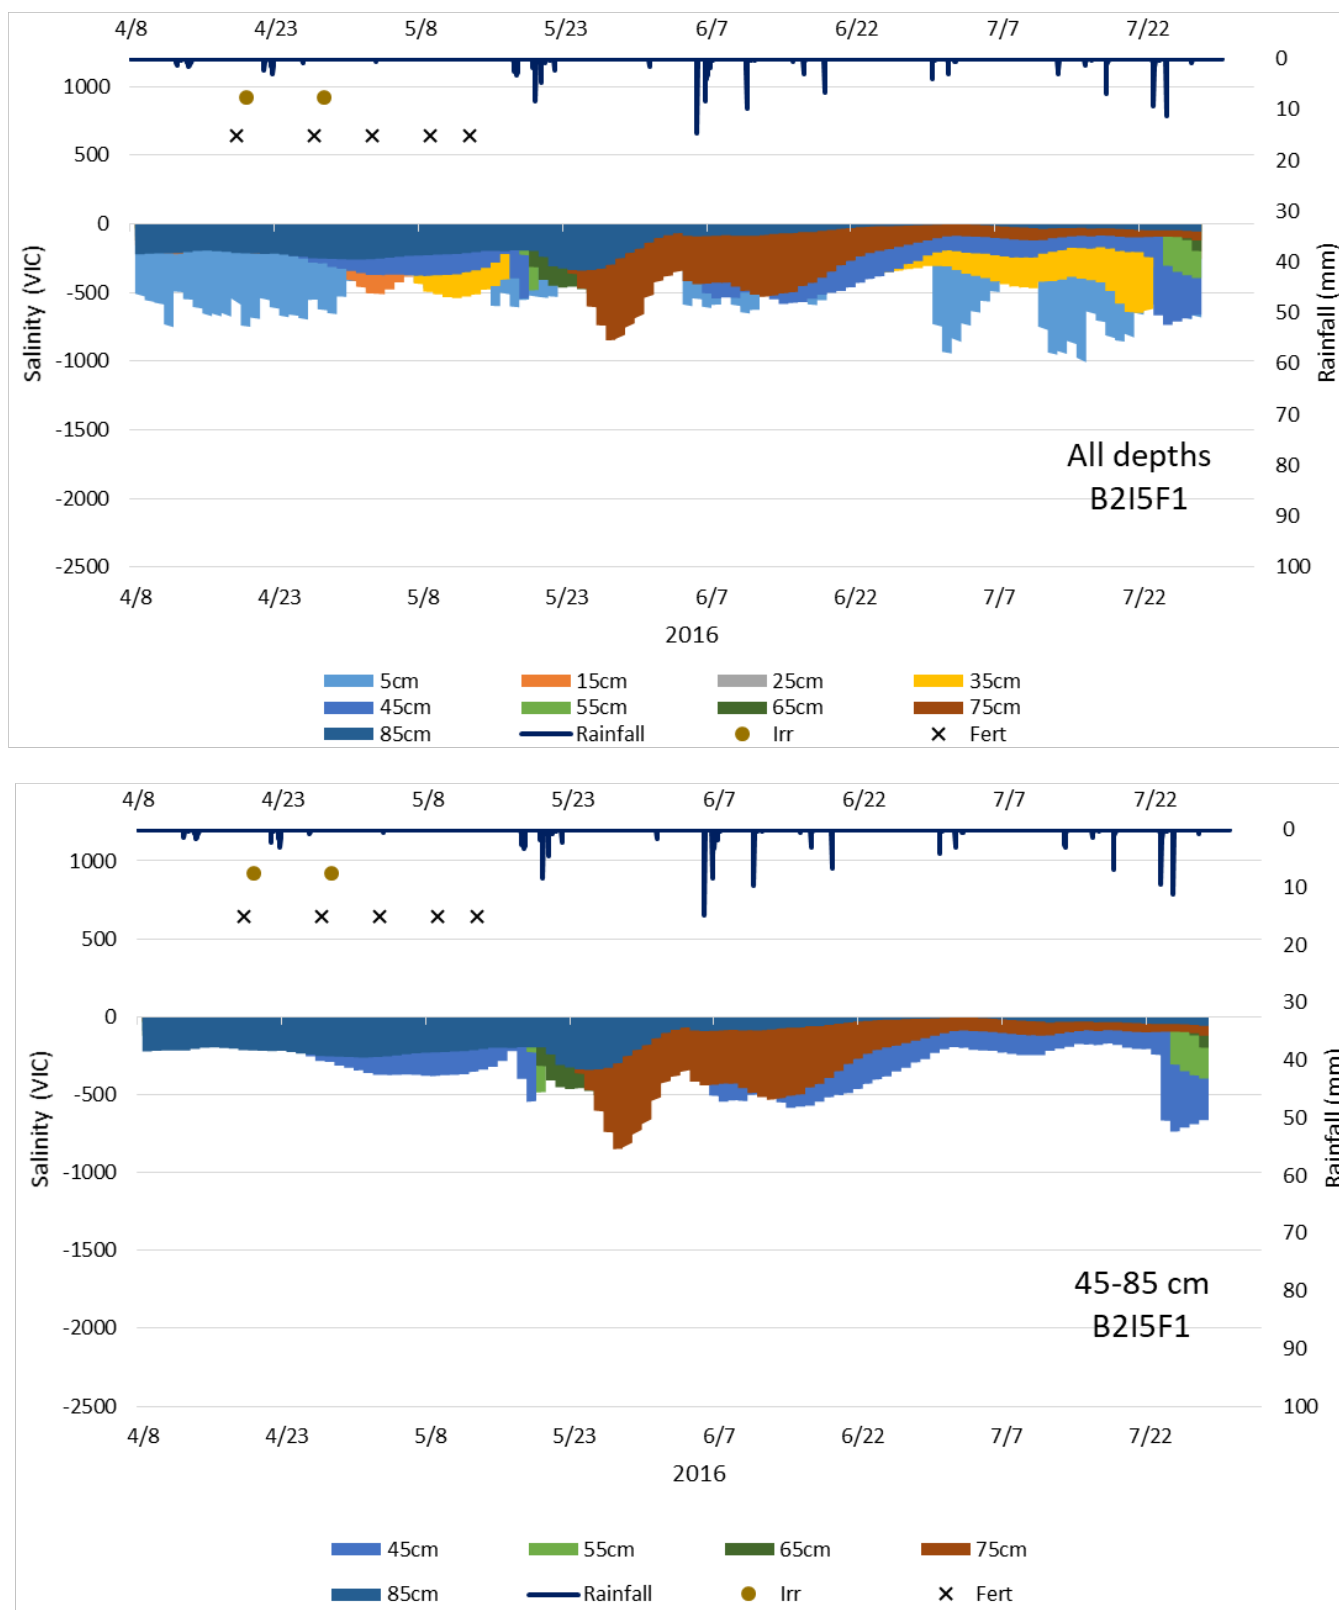 4/8 4/23 5/8 5/23 6/7 6/22 7/7 7/22
0
1000
10
500
20
0
30
-500
40
50
-1000
60
-1500
70
80
-2000
90
-2500
100
Salinity (VIC)
Rainfall (mm)
All depths
B2I5F1
4/8 4/23 5/8 5/23 6/7 6/22 7/7 7/22
2016
5cm 15cm 25cm 35cm
45cm 55cm 65cm 75cm
85cm Rainfall Irr Fert
4/8 4/23 5/8 5/23 6/7 6/22 7/7 7/22
0
1000
10
500
20
0
30
-500
40
50
-1000
60
-1500
70
80
-2000
90
-2500
100
Salinity (VIC)
Rainfall (mm)
45-85 cm
B2I5F1
4/8 4/23 5/8 5/23 6/7 6/22 7/7 7/22
2016
45cm 55cm 65cm 75cm
85cm Rainfall Irr Fert